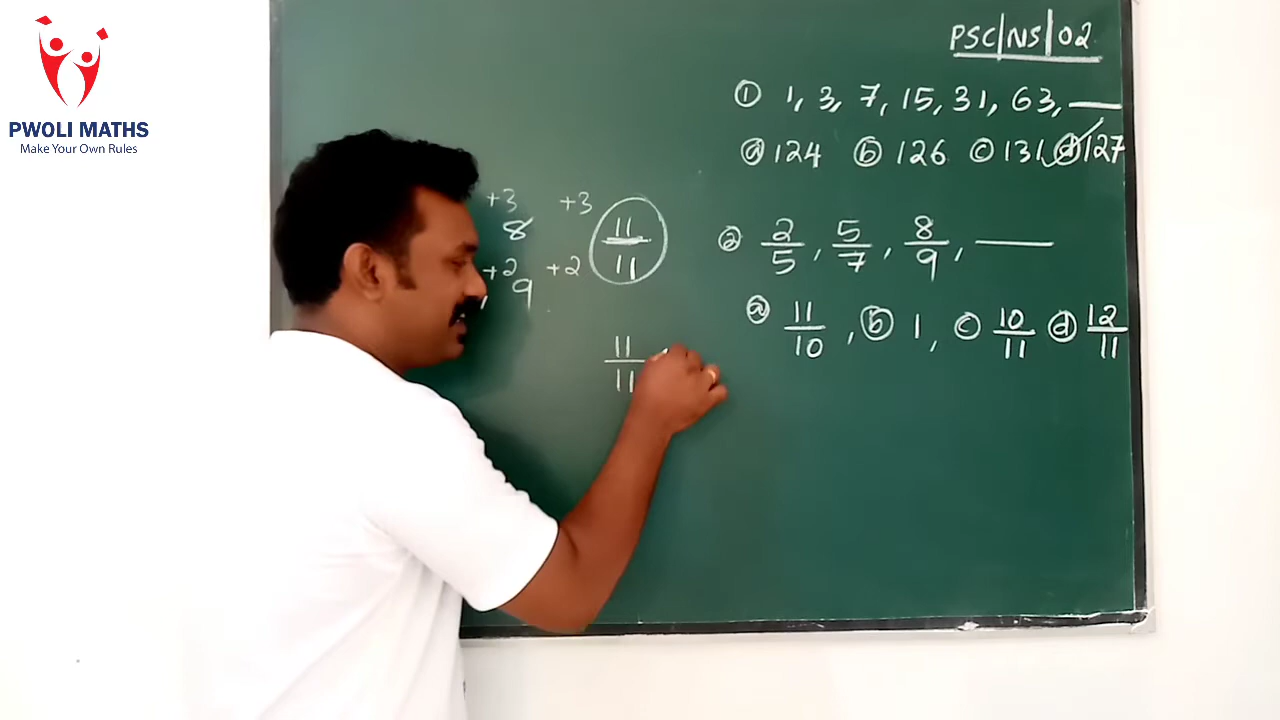 PWOLI MATHS
Make Your Own Rules
PSC/NS/02
① 1, 3, 7, 15, 31, 63, ___
ⓐ 124 ⓑ 126 ⓒ 131 ⓓ 127
② 2/5, 5/7, 8/9, ___
ⓐ 11/10, ⓑ 1, ⓒ 10/11 ⓓ 12/11
+3 +3
8 11
+2 +2
9 11
11/11